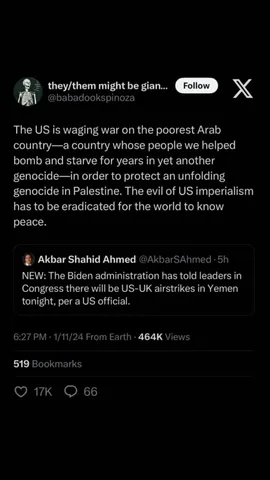 they/them might be gian...
Follow
@babadookspinoza
The US is waging war on the poorest Arab
country—a country whose people we helped
bomb and starve for years in yet another
genocide—in order to protect an unfolding
genocide in Palestine. The evil of US imperialism
has to be eradicated for the world to know
peace.
Akbar Shahid Ahmed @AkbarSAhmed · 5h
NEW: The Biden administration has told leaders in
Congress there will be US-UK airstrikes in Yemen
tonight, per a US official.
6:27 PM · 1/11/24 From Earth · 464K Views
519 Bookmarks
17K 66